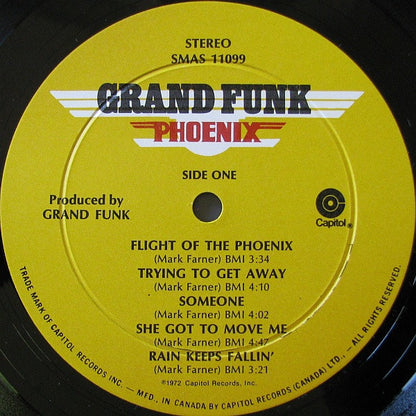 STEREO
SMAS 11099
GRAND FUNK
PHOENIX
SIDE ONE
Produced by
GRAND FUNK
Capitol®
FLIGHT OF THE PHOENIX
(Mark Farner) BMI 3:34
TRYING TO GET AWAY
(Mark Farner) BMI 4:10
SOMEONE
(Mark Farner) BMI 4:02
SHE GOT TO MOVE ME
(Mark Farner) BMI 4:47
RAIN KEEPS FALLIN'
(Mark Farner) BMI 3:21
©1972 Capitol Records, Inc.
TRADE MARK OF CAPITOL RECORDS INC. — MFD. IN CANADA BY CAPITOL RECORDS (CANADA) LTD. ALL RIGHTS RESERVED.